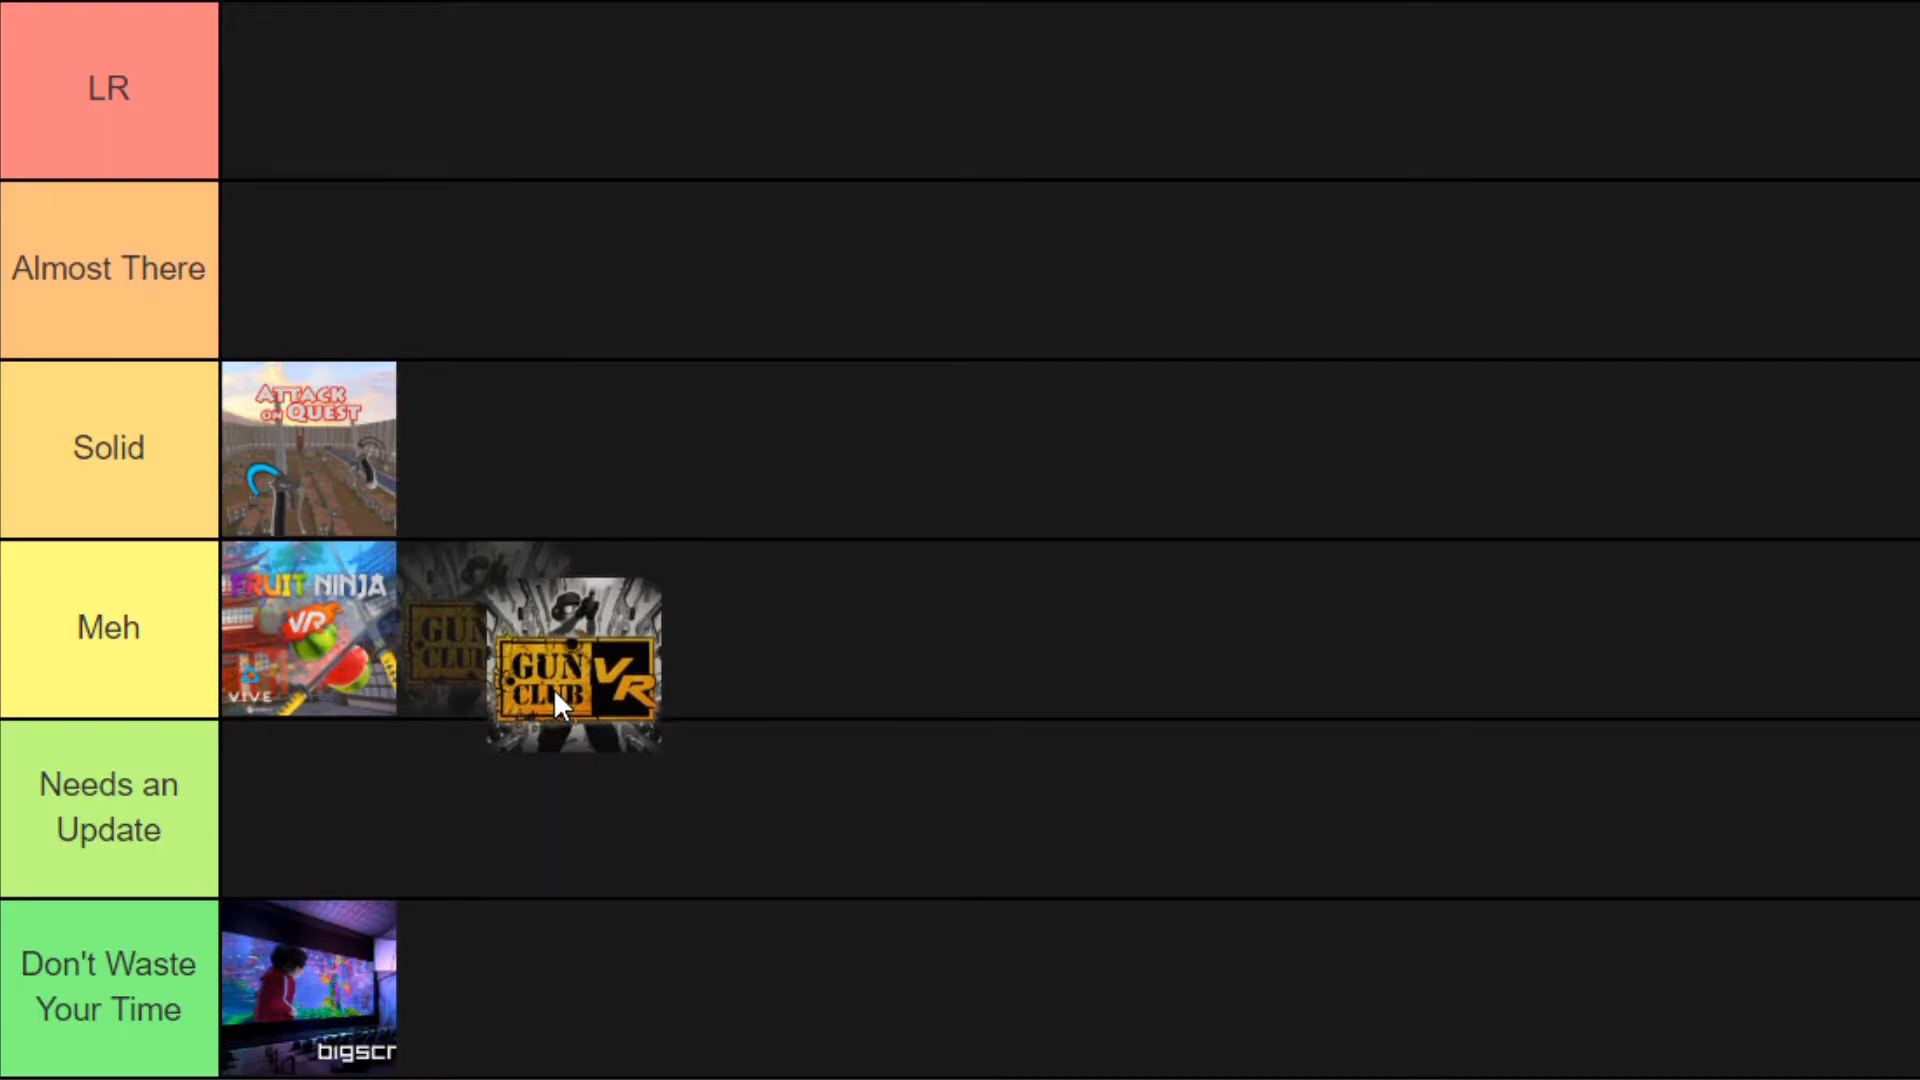 LR
Almost There
Solid
ATTACK
ON QUEST
Meh
FRUIT NINJA
VR
VIVE
GUN
CLUB
GUN
CLUB
VR
Needs an
Update
Don't Waste
Your Time
bigscr